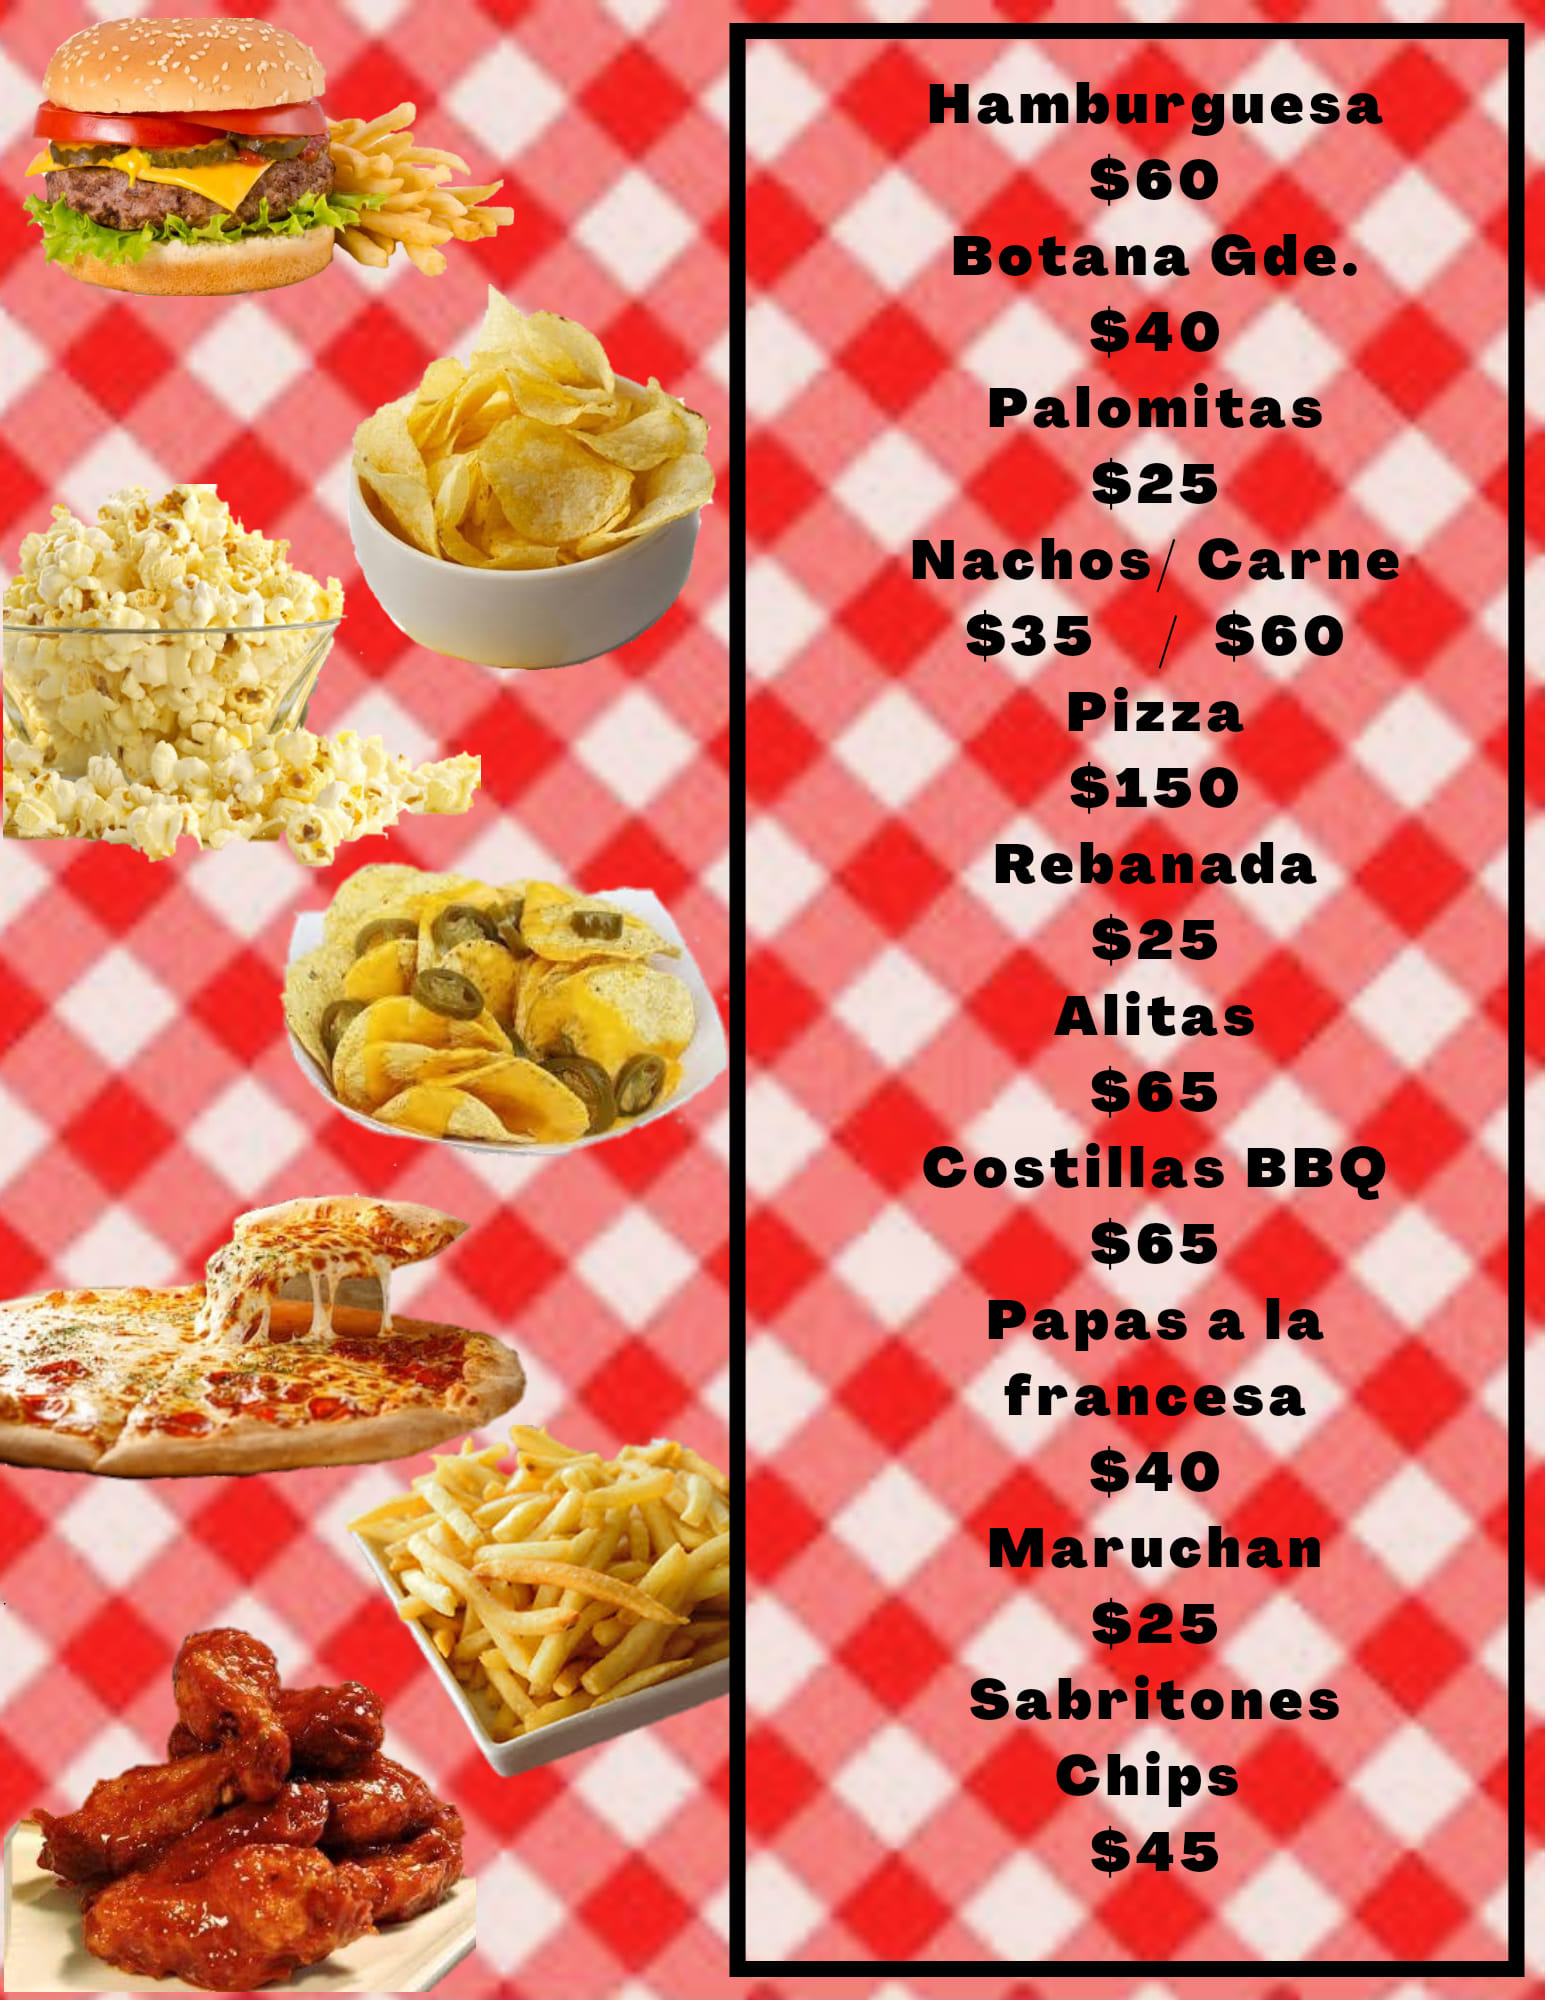 Hamburguesa
$60
Botana Gde.
$40
Palomitas
$25
Nachos/ Carne
$35 / $60
Pizza
$150
Rebanada
$25
Alitas
$65
Costillas BBQ
$65
Papas a la
francesa
$40
Maruchan
$25
Sabritones
Chips
$45